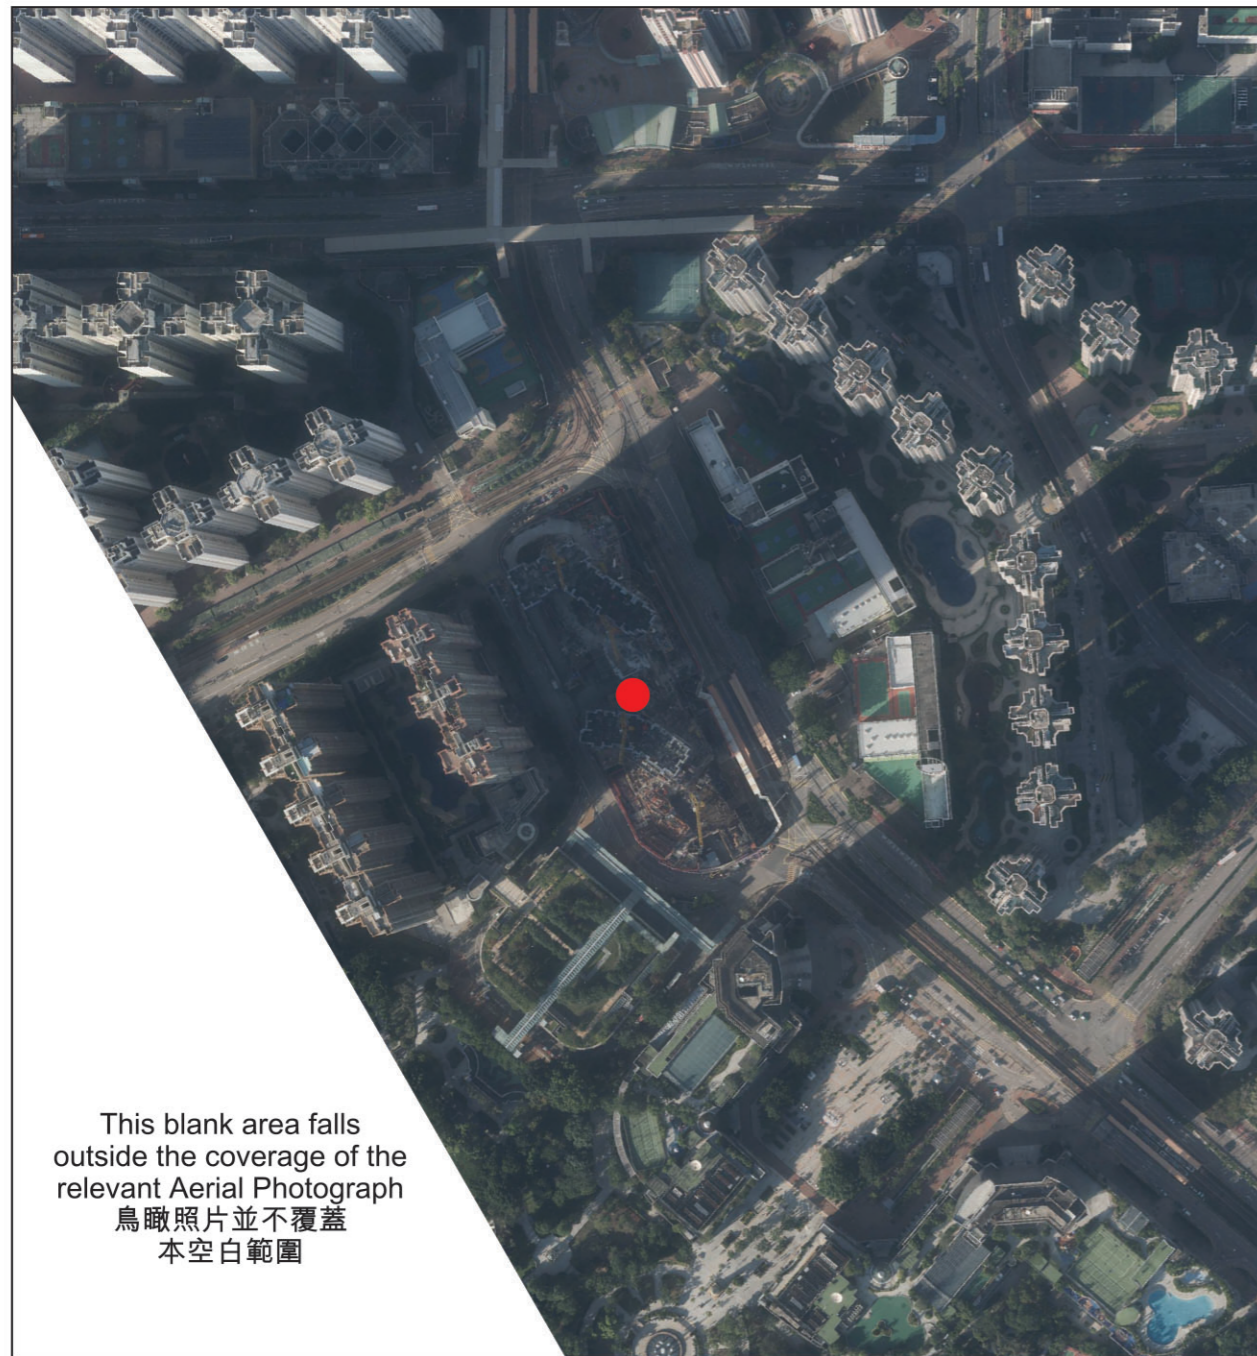 This blank area falls
outside the coverage of the
relevant Aerial Photograph
鳥瞰照片並不覆蓋
本空白範圍